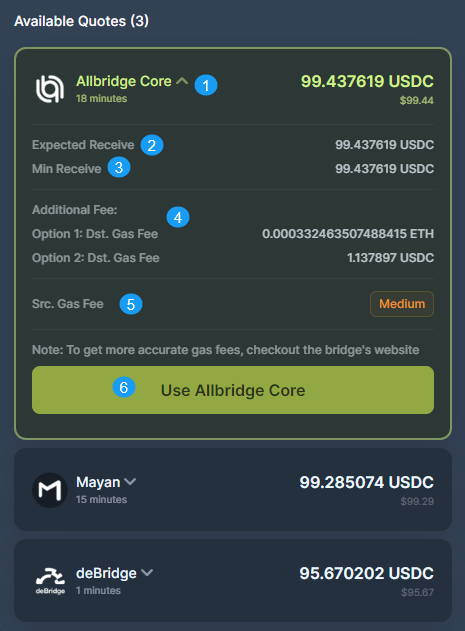 Available Quotes (3)
Allbridge Core 1 99.437619 USDC
18 minutes $99.44
Expected Receive 2 99.437619 USDC
Min Receive 3 99.437619 USDC
Additional Fee: 4
Option 1: Dst. Gas Fee 0.000332463507488415 ETH
Option 2: Dst. Gas Fee 1.137897 USDC
Src. Gas Fee 5 Medium
Note: To get more accurate gas fees, checkout the bridge's website
6 Use Allbridge Core
Mayan 99.285074 USDC
15 minutes $99.29
deBridge 95.670202 USDC
deBridge 1 minutes $95.67